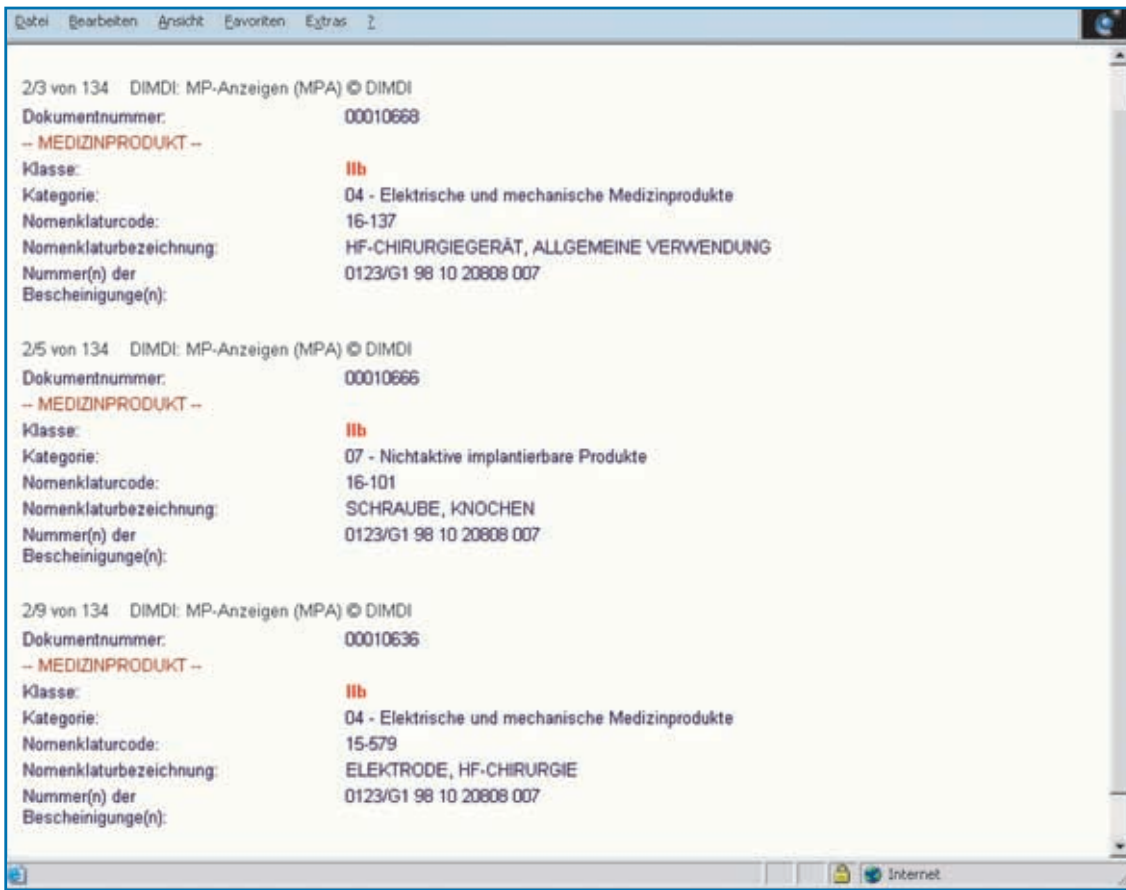 Datei Bearbeiten Ansicht Favoriten Extras ?
2/3 von 134 DIMDI: MP-Anzeigen (MPA) © DIMDI
Dokumentnummer: 00010668
-- MEDIZINPRODUKT --
Klasse: IIb
Kategorie: 04 - Elektrische und mechanische Medizinprodukte
Nomenklaturcode: 16-137
Nomenklaturbezeichnung: HF-CHIRURGIEGERÄT, ALLGEMEINE VERWENDUNG
Nummer(n) der 0123/G1 98 10 20808 007
Bescheinigunge(n):
2/5 von 134 DIMDI: MP-Anzeigen (MPA) © DIMDI
Dokumentnummer: 00010666
-- MEDIZINPRODUKT --
Klasse: IIb
Kategorie: 07 - Nichtaktive implantierbare Produkte
Nomenklaturcode: 16-101
Nomenklaturbezeichnung: SCHRAUBE, KNOCHEN
Nummer(n) der 0123/G1 98 10 20808 007
Bescheinigunge(n):
2/9 von 134 DIMDI: MP-Anzeigen (MPA) © DIMDI
Dokumentnummer: 00010636
-- MEDIZINPRODUKT --
Klasse: IIb
Kategorie: 04 - Elektrische und mechanische Medizinprodukte
Nomenklaturcode: 15-579
Nomenklaturbezeichnung: ELEKTRODE, HF-CHIRURGIE
Nummer(n) der 0123/G1 98 10 20808 007
Bescheinigunge(n):
Internet